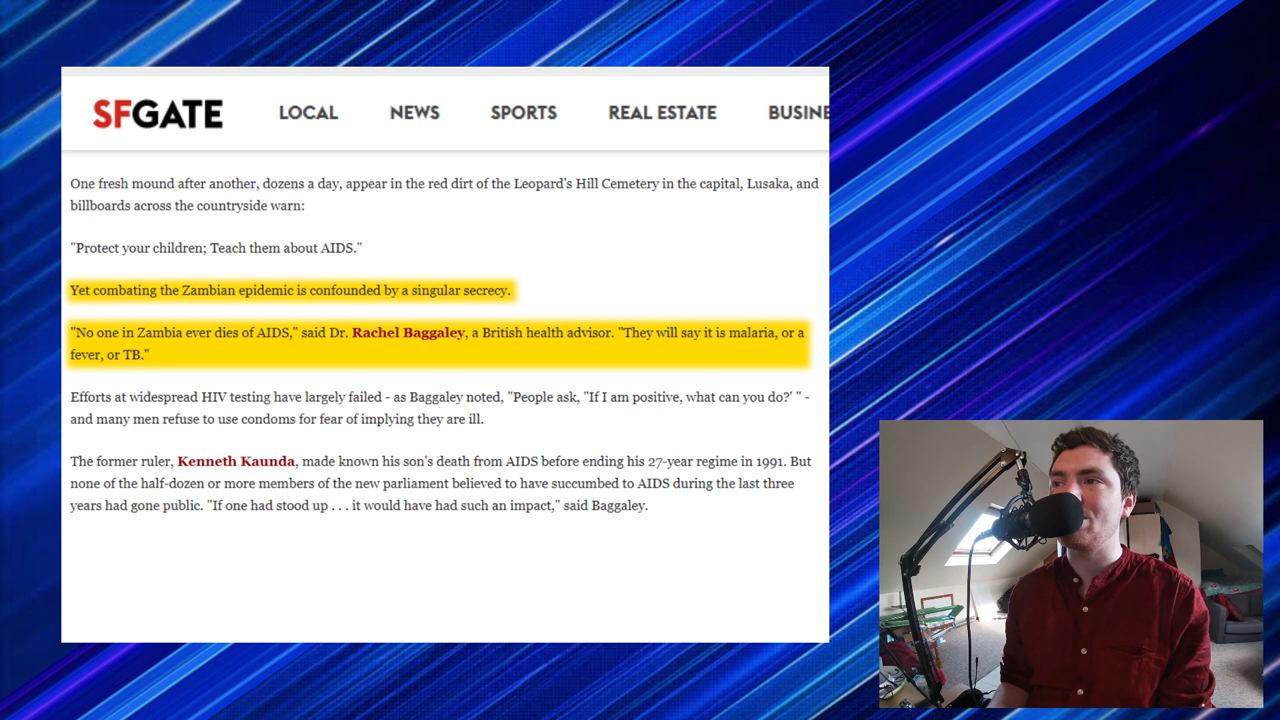 SFGATE LOCAL NEWS SPORTS REAL ESTATE BUSINE
One fresh mound after another, dozens a day, appear in the red dirt of the Leopard's Hill Cemetery in the capital, Lusaka, and
billboards across the countryside warn:
"Protect your children; Teach them about AIDS."
Yet combating the Zambian epidemic is confounded by a singular secrecy.
"No one in Zambia ever dies of AIDS," said Dr. Rachel Baggaley, a British health advisor. "They will say it is malaria, or a
fever, or TB."
Efforts at widespread HIV testing have largely failed - as Baggaley noted, "People ask, "If I am positive, what can you do?' " -
and many men refuse to use condoms for fear of implying they are ill.
The former ruler, Kenneth Kaunda, made known his son's death from AIDS before ending his 27-year regime in 1991. But
none of the half-dozen or more members of the new parliament believed to have succumbed to AIDS during the last three
years had gone public. "If one had stood up . . . it would have had such an impact," said Baggaley.